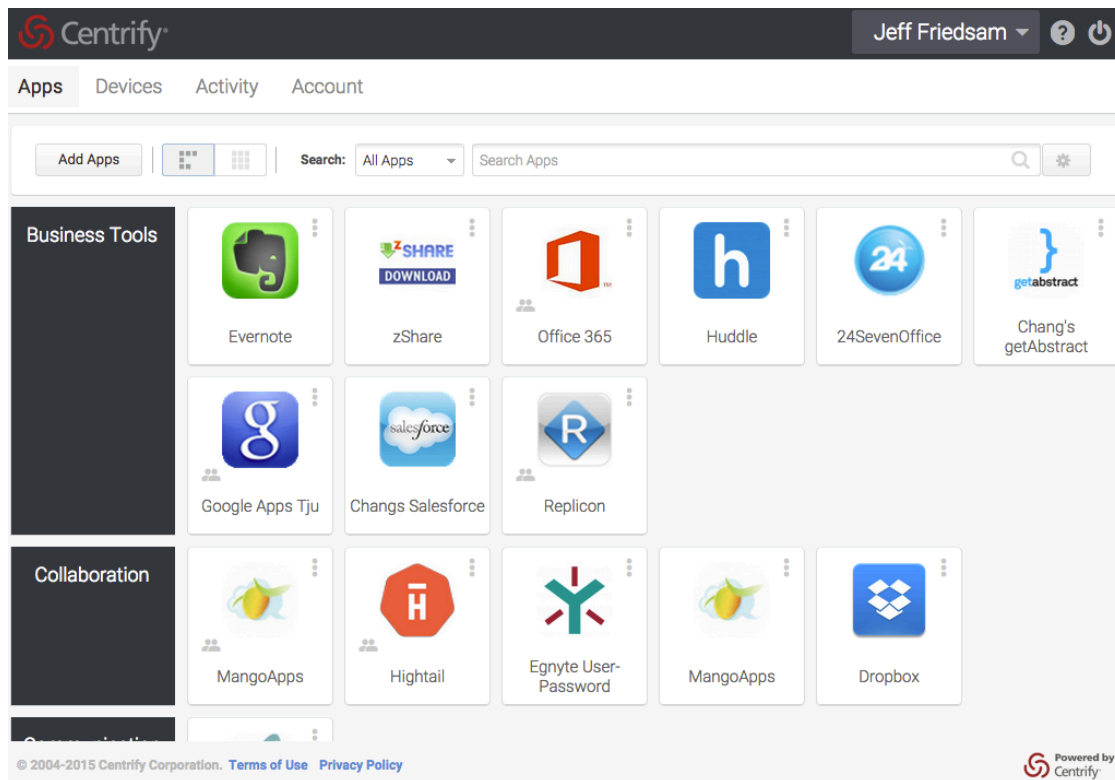 Centrify
Jeff Friedsam
Apps Devices Activity Account
Add Apps Search: All Apps Search Apps
Business Tools
Evernote
zSHARE
DOWNLOAD
zShare
TM
Office 365
h
Huddle
24
24SevenOffice
getabstract
Chang's
getAbstract
g
Google Apps Tju
salesforce
Changs Salesforce
R
Replicon
Collaboration
MangoApps
H
Hightail
Egnyte User-
Password
MangoApps
Dropbox
© 2004-2015 Centrify Corporation. Terms of Use Privacy Policy
Powered by
Centrify